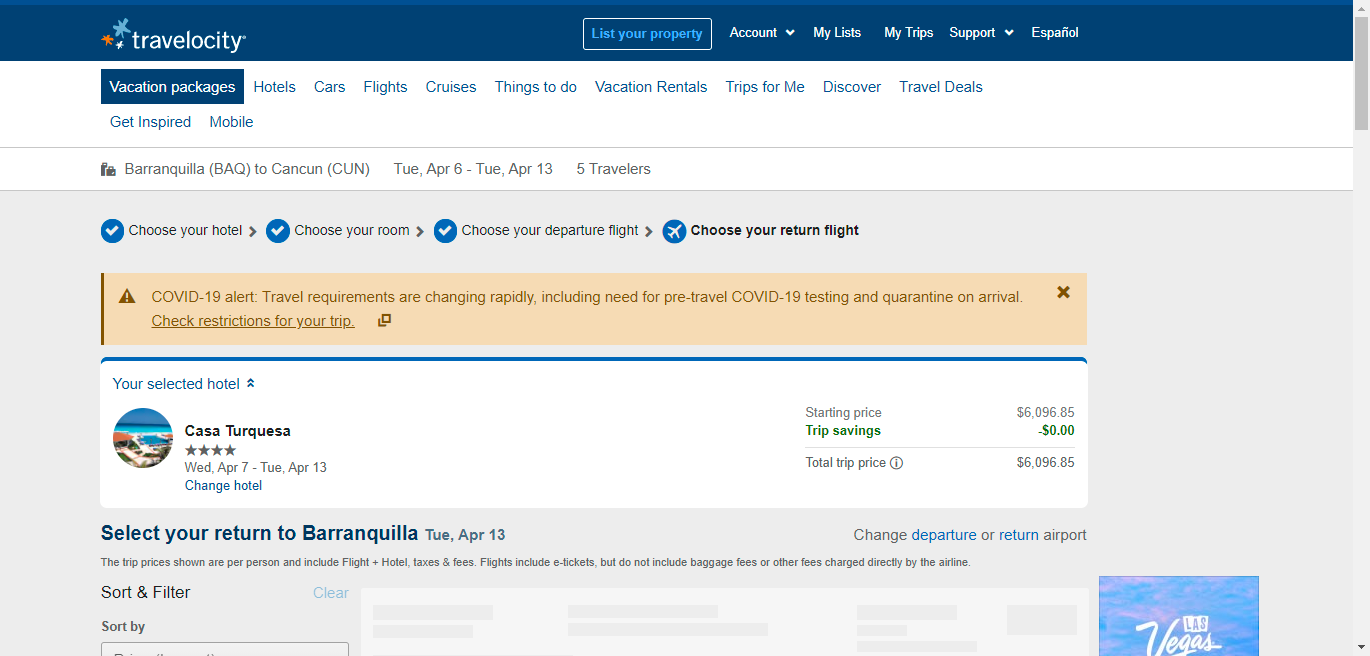 travelocity
List your property
Account
My Lists
My Trips
Support
Español
Vacation packages
Hotels
Cars
Flights
Cruises
Things to do
Vacation Rentals
Trips for Me
Discover
Travel Deals
Get Inspired
Mobile
Barranquilla (BAQ) to Cancun (CUN) Tue, Apr 6 - Tue, Apr 13 5 Travelers
Choose your hotel
Choose your room
Choose your departure flight
Choose your return flight
COVID-19 alert: Travel requirements are changing rapidly, including need for pre-travel COVID-19 testing and quarantine on arrival.
Check restrictions for your trip.
Your selected hotel
Casa Turquesa
Wed, Apr 7 - Tue, Apr 13
Change hotel
Starting price $6,096.85
Trip savings -$0.00
Total trip price $6,096.85
Select your return to Barranquilla Tue, Apr 13
Change departure or return airport
The trip prices shown are per person and include Flight + Hotel, taxes & fees. Flights include e-tickets, but do not include baggage fees or other fees charged directly by the airline.
Sort & Filter Clear
Sort by
LAS
Vegas